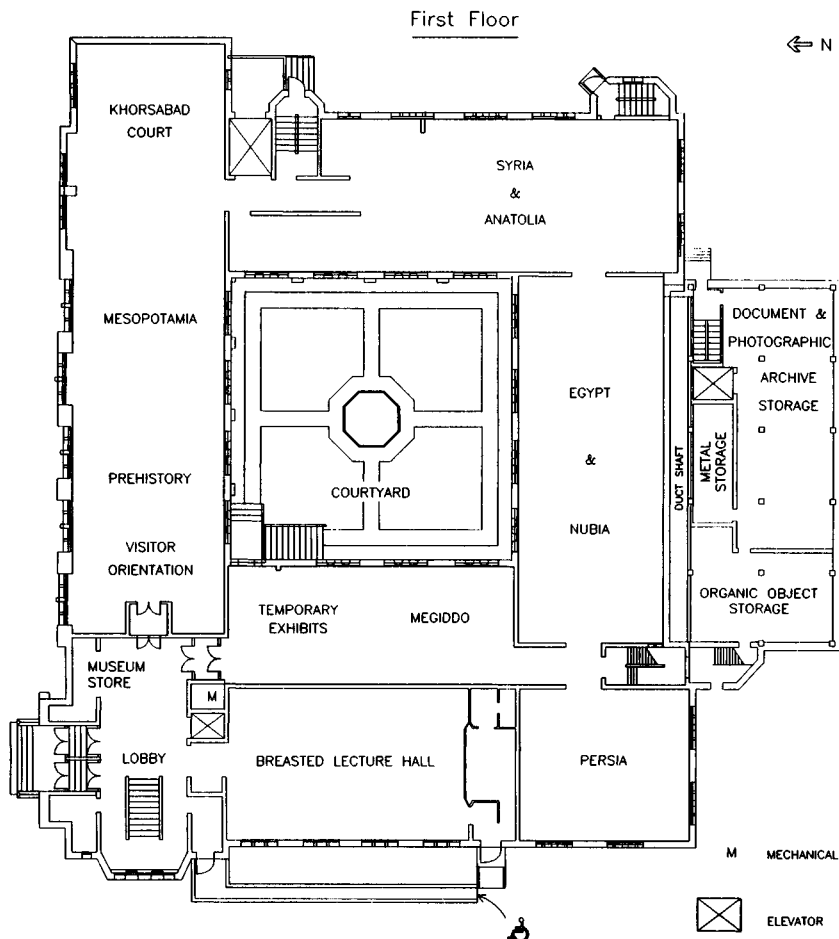 First Floor
N
KHORSABAD
COURT
SYRIA
&
ANATOLIA
MESOPOTAMIA
DOCUMENT &
PHOTOGRAPHIC
ARCHIVE
STORAGE
EGYPT
&
NUBIA
METAL
STORAGE
DUCT SHAFT
PREHISTORY
COURTYARD
VISITOR
ORIENTATION
ORGANIC OBJECT
STORAGE
TEMPORARY
EXHIBITS
MEGIDDO
MUSEUM
STORE
M
LOBBY
BREASTED LECTURE HALL
PERSIA
M MECHANICAL
ELEVATOR